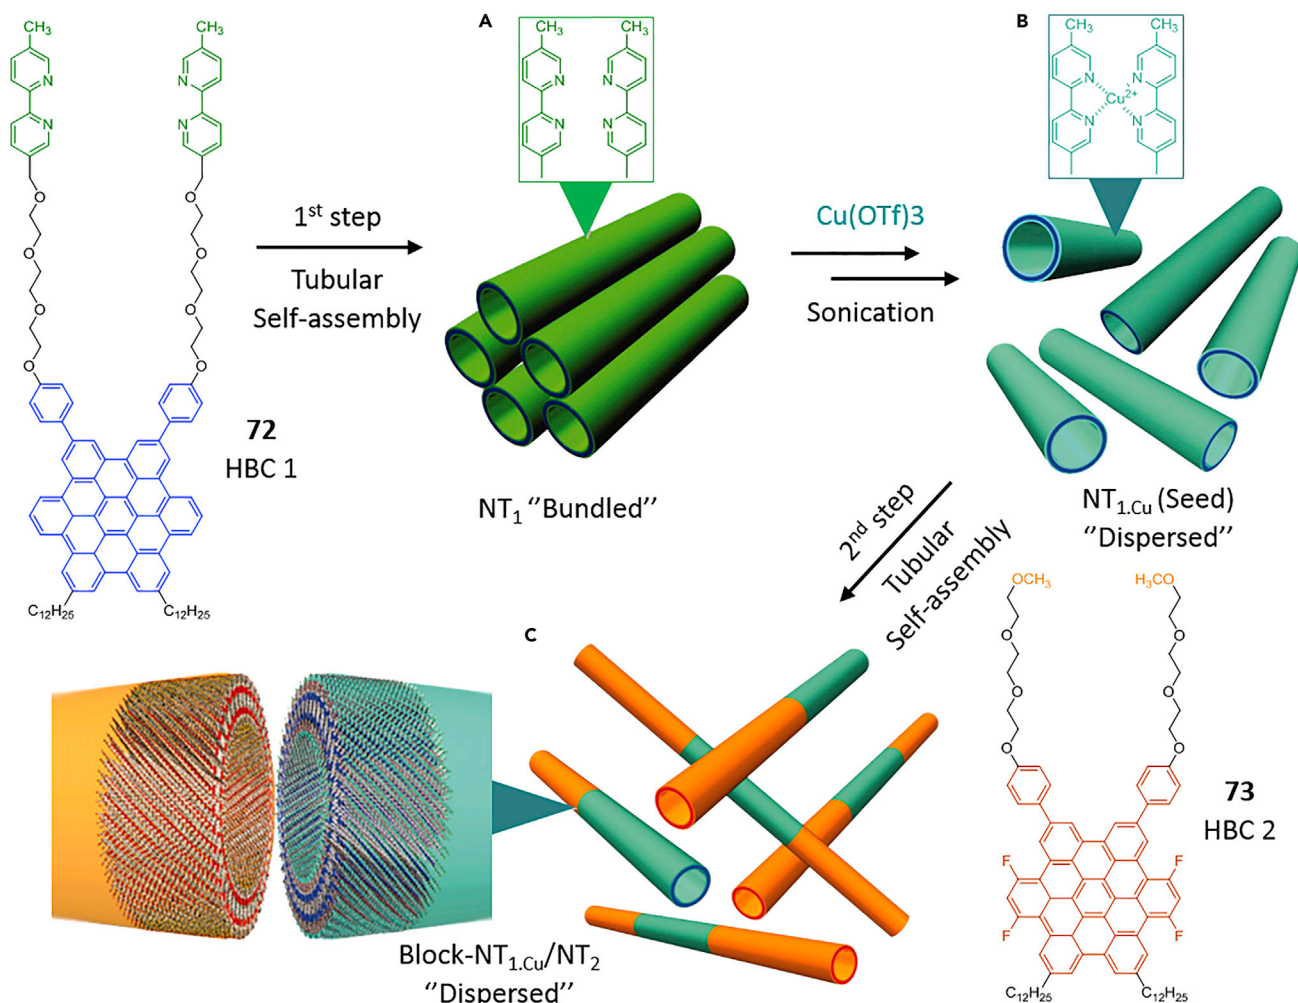 CH₃
CH₃
N
N
N
N
O
O
O
O
O
O
O
O
O
O
72
HBC 1
C₁₂H₂₅
C₁₂H₂₅
1st step
Tubular
Self-assembly
A
CH₃
CH₃
N
N
N
N
NT₁ "Bundled"
Cu(OTf)3
Sonication
B
CH₃
CH₃
N
N
Cu²⁺
N
N
NT₁.Cu (Seed)
"Dispersed"
2nd step
Tubular
Self-assembly
C
Block-NT₁.Cu/NT₂
"Dispersed"
OCH₃
H₃CO
O
O
O
O
O
O
73
HBC 2
F
F
F
F
C₁₂H₂₅
C₁₂H₂₅